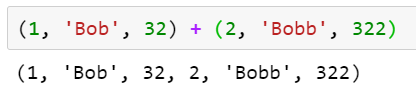 (1, 'Bob', 32) + (2, 'Bobb', 322)
(1, 'Bob', 32, 2, 'Bobb', 322)